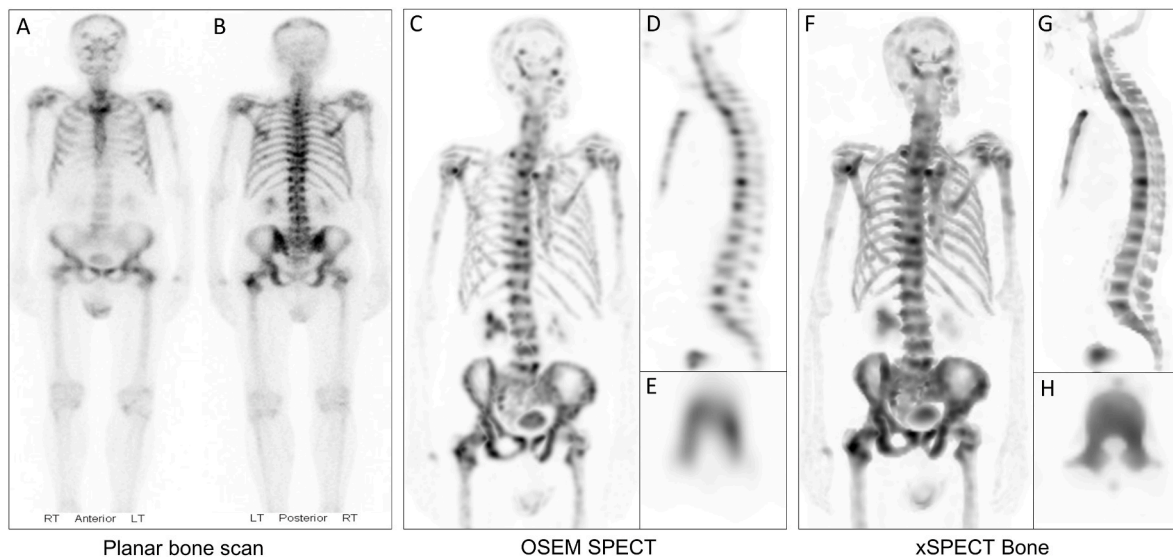 A B C D F G
E H
RT Anterior LT LT Posterior RT
Planar bone scan OSEM SPECT xSPECT Bone